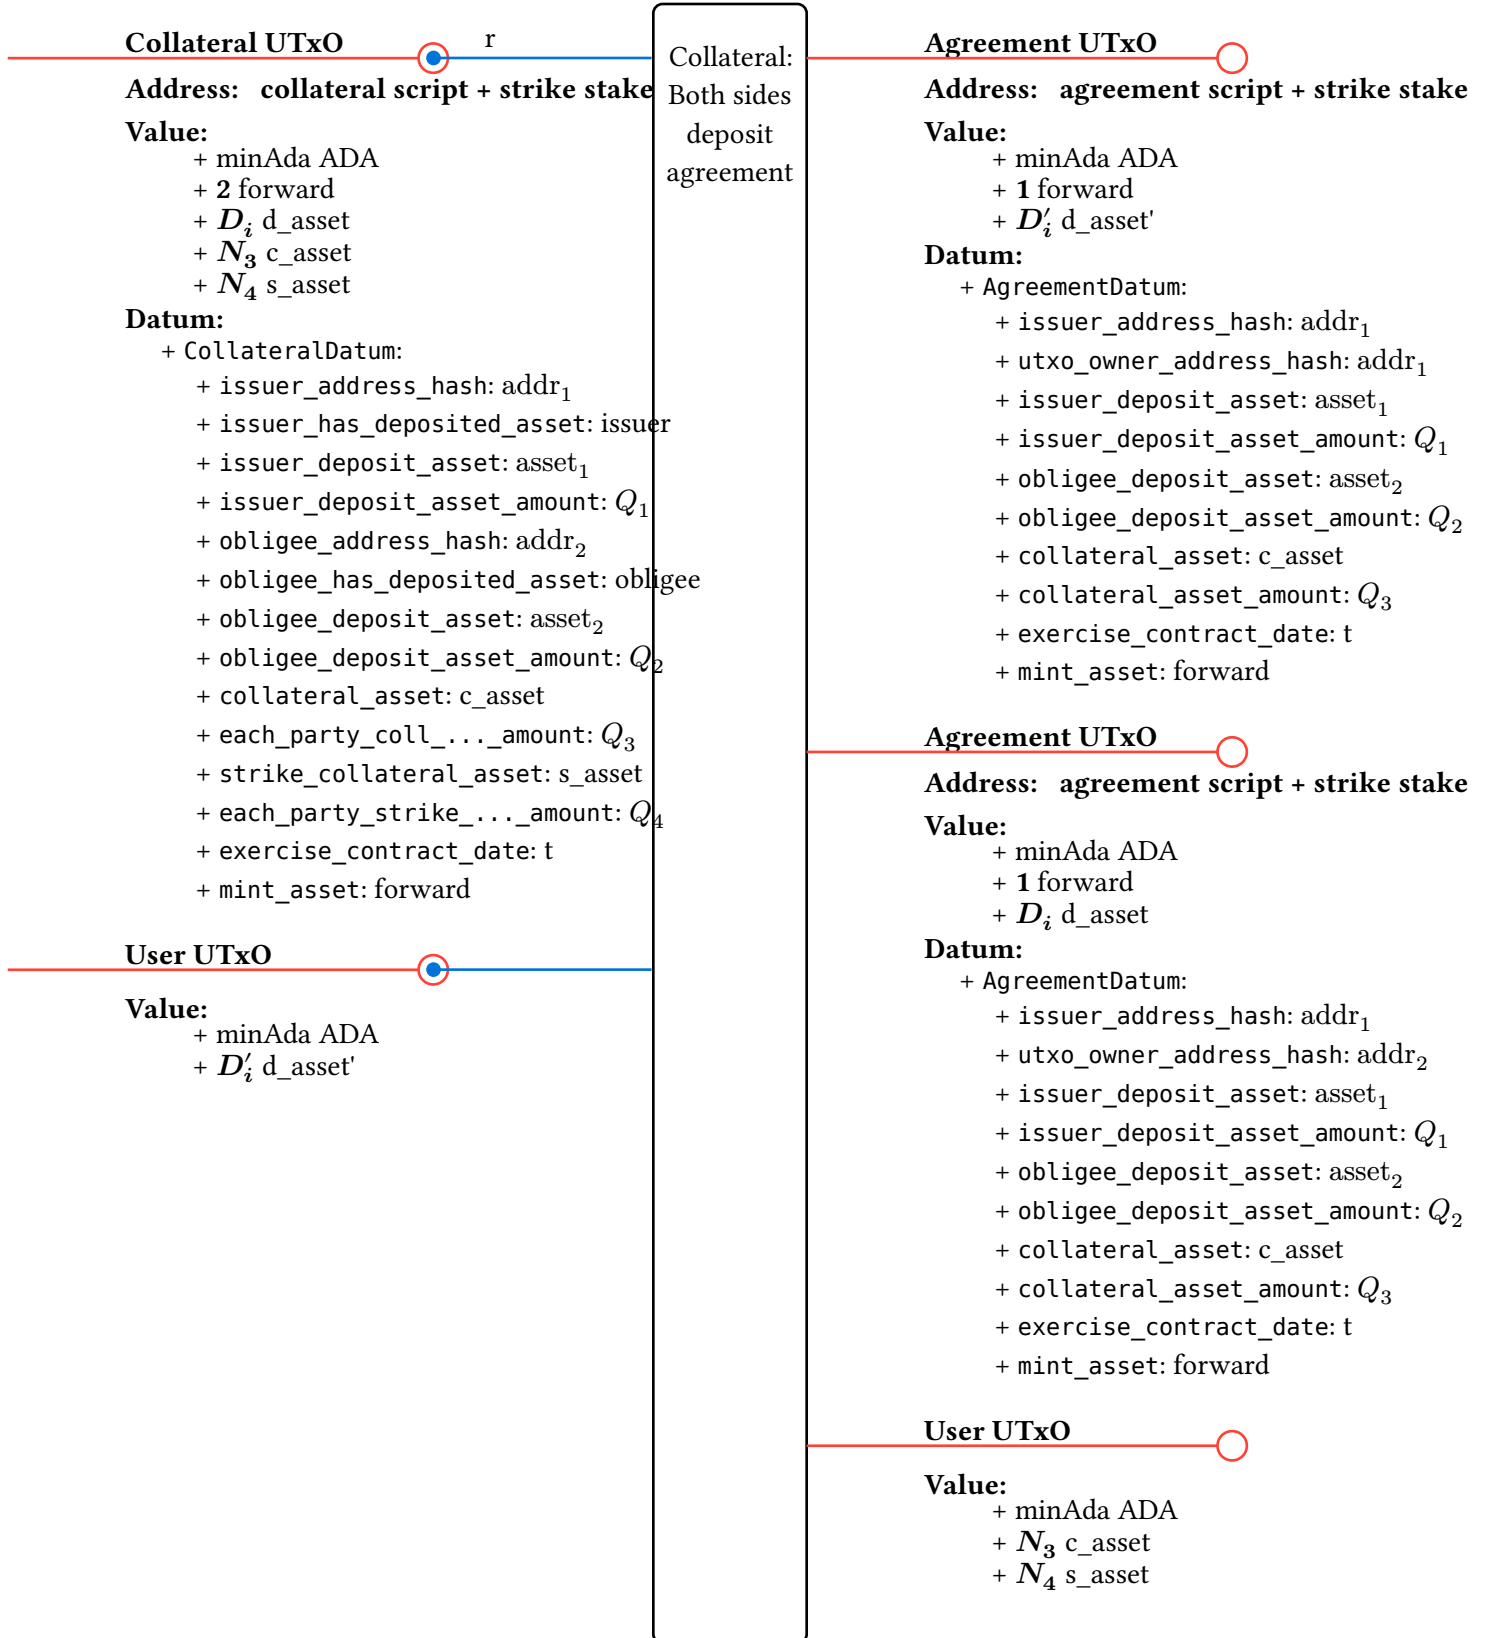 Collateral UTxO
r
Address: collateral script + strike stake
Value:
+ minAda ADA
+ 2 forward
+ D_i d_asset
+ N_3 c_asset
+ N_4 s_asset
Datum:
+ CollateralDatum:
+ issuer_address_hash: addr_1
+ issuer_has_deposited_asset: issuer
+ issuer_deposit_asset: asset_1
+ issuer_deposit_asset_amount: Q_1
+ obligee_address_hash: addr_2
+ obligee_has_deposited_asset: obligee
+ obligee_deposit_asset: asset_2
+ obligee_deposit_asset_amount: Q_2
+ collateral_asset: c_asset
+ each_party_coll_..._amount: Q_3
+ strike_collateral_asset: s_asset
+ each_party_strike_..._amount: Q_4
+ exercise_contract_date: t
+ mint_asset: forward
User UTxO
Value:
+ minAda ADA
+ D'_i d_asset'
Collateral:
Both sides
deposit
agreement
Agreement UTxO
Address: agreement script + strike stake
Value:
+ minAda ADA
+ 1 forward
+ D'_i d_asset'
Datum:
+ AgreementDatum:
+ issuer_address_hash: addr_1
+ utxo_owner_address_hash: addr_1
+ issuer_deposit_asset: asset_1
+ issuer_deposit_asset_amount: Q_1
+ obligee_deposit_asset: asset_2
+ obligee_deposit_asset_amount: Q_2
+ collateral_asset: c_asset
+ collateral_asset_amount: Q_3
+ exercise_contract_date: t
+ mint_asset: forward
Agreement UTxO
Address: agreement script + strike stake
Value:
+ minAda ADA
+ 1 forward
+ D_i d_asset
Datum:
+ AgreementDatum:
+ issuer_address_hash: addr_1
+ utxo_owner_address_hash: addr_2
+ issuer_deposit_asset: asset_1
+ issuer_deposit_asset_amount: Q_1
+ obligee_deposit_asset: asset_2
+ obligee_deposit_asset_amount: Q_2
+ collateral_asset: c_asset
+ collateral_asset_amount: Q_3
+ exercise_contract_date: t
+ mint_asset: forward
User UTxO
Value:
+ minAda ADA
+ N_3 c_asset
+ N_4 s_asset